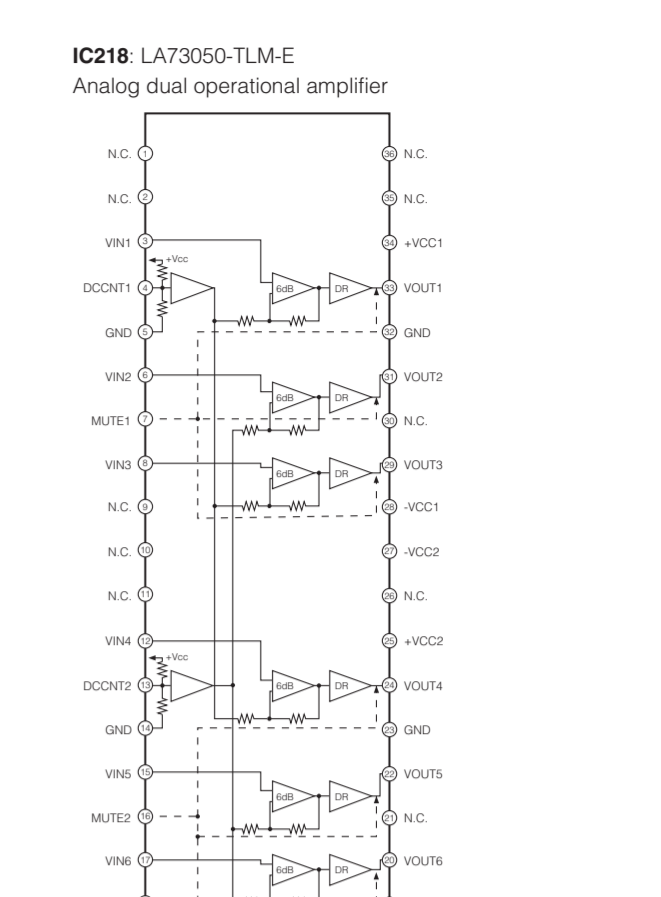 IC218: LA73050-TLM-E
Analog dual operational amplifier
N.C. 1
36 N.C.
N.C. 2
35 N.C.
VIN1 3
34 +VCC1
+Vcc
DCCNT1 4
6dB
DR
33 VOUT1
GND 5
32 GND
VIN2 6
31 VOUT2
6dB
DR
MUTE1 7
30 N.C.
VIN3 8
29 VOUT3
6dB
DR
N.C. 9
28 -VCC1
N.C. 10
27 -VCC2
N.C. 11
26 N.C.
VIN4 12
25 +VCC2
+Vcc
DCCNT2 13
6dB
DR
24 VOUT4
GND 14
23 GND
VIN5 15
22 VOUT5
6dB
DR
MUTE2 16
21 N.C.
VIN6 17
20 VOUT6
6dB
DR